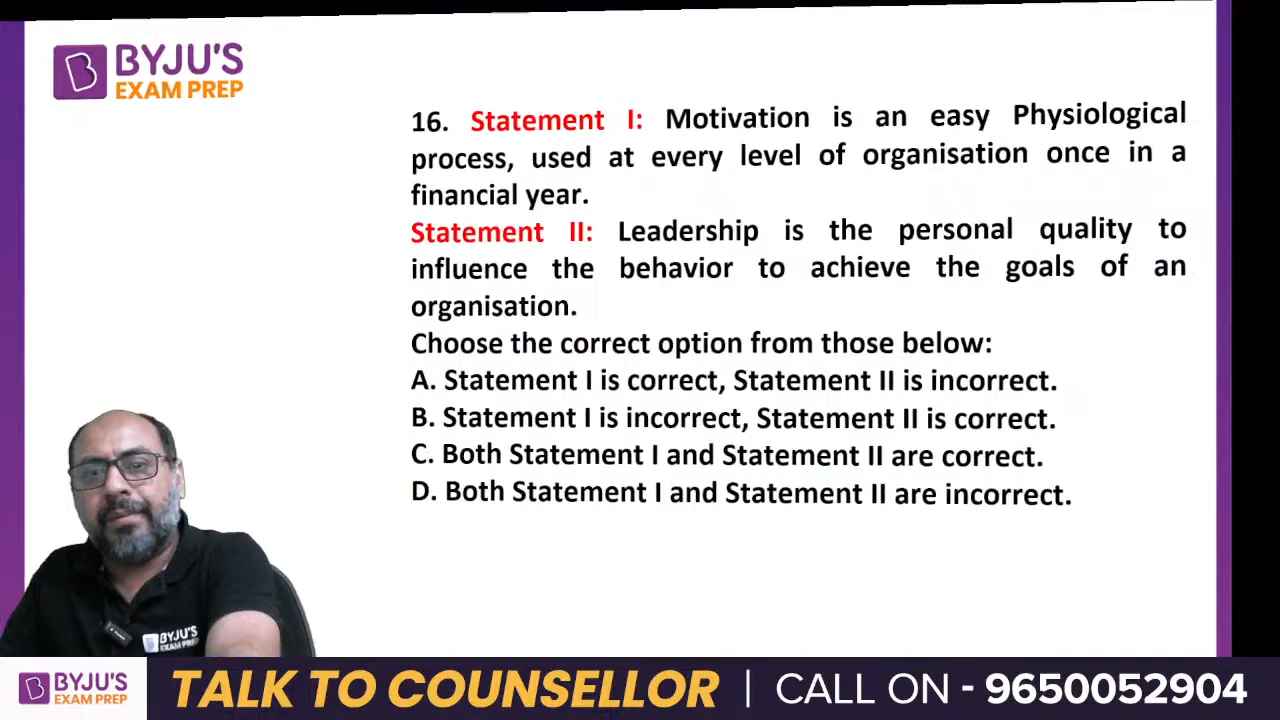 BYJU'S
EXAM PREP
16. Statement I: Motivation is an easy Physiological
process, used at every level of organisation once in a
financial year.
Statement II: Leadership is the personal quality to
influence the behavior to achieve the goals of an
organisation.
Choose the correct option from those below:
A. Statement I is correct, Statement II is incorrect.
B. Statement I is incorrect, Statement II is correct.
C. Both Statement I and Statement II are correct.
D. Both Statement I and Statement II are incorrect.
BYJU'S
EXAM PREP
BYJU'S
EXAM PREP
TALK TO COUNSELLOR | CALL ON - 9650052904